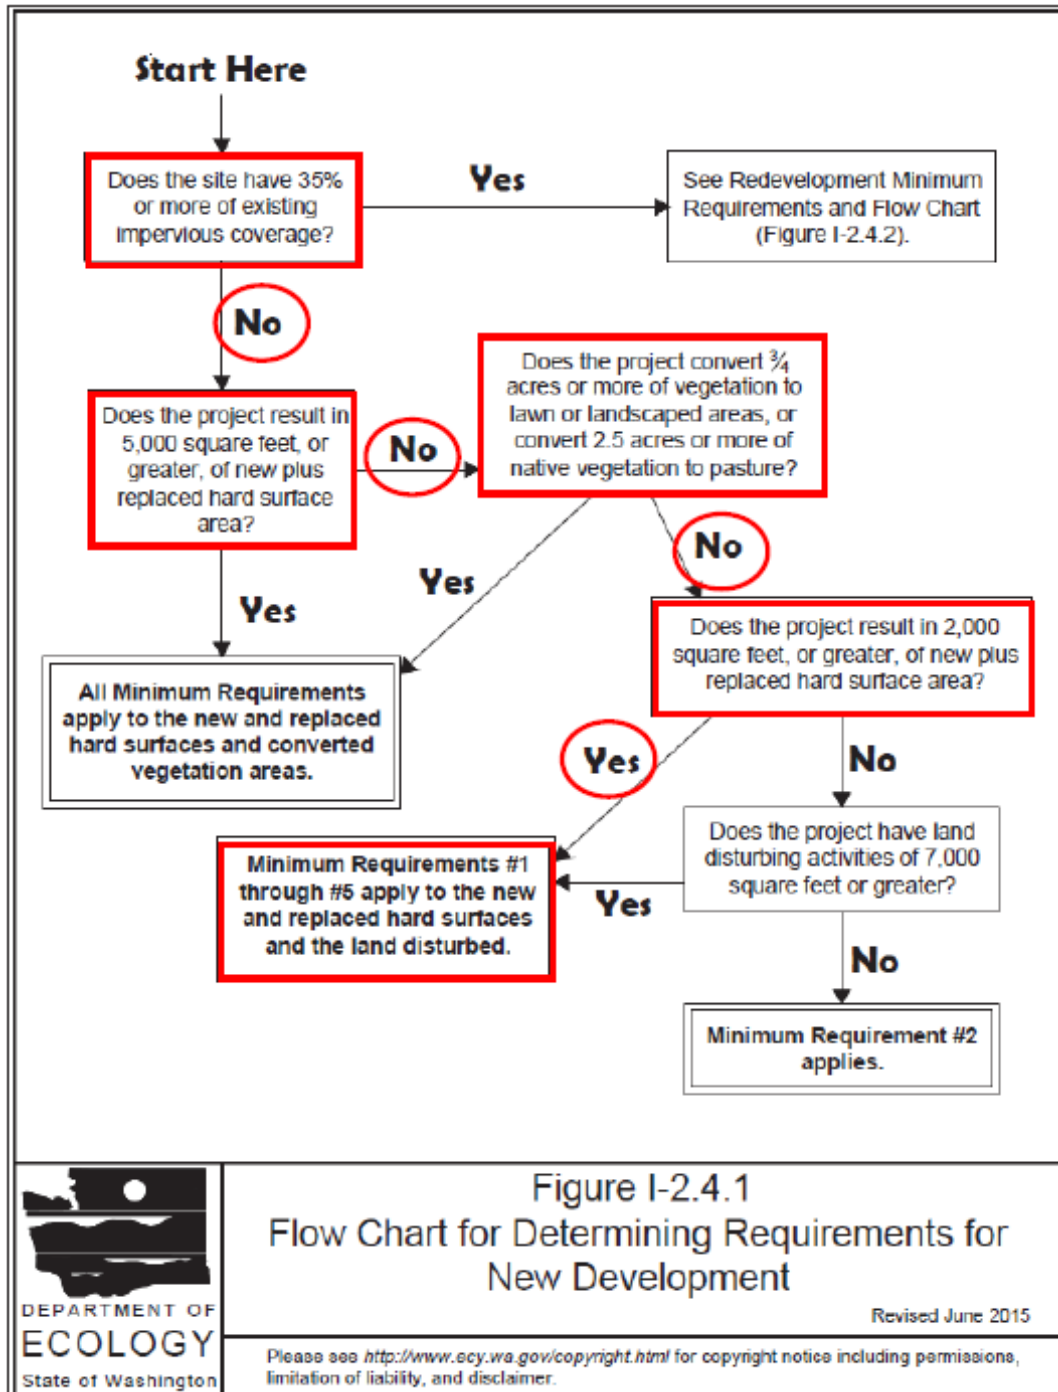 Start Here
Does the site have 35%
or more of existing
impervious coverage?
Yes
See Redevelopment Minimum
Requirements and Flow Chart
(Figure I-2.4.2).
No
Does the project result in
5,000 square feet, or
greater, of new plus
replaced hard surface
area?
No
Does the project convert ¾
acres or more of vegetation to
lawn or landscaped areas, or
convert 2.5 acres or more of
native vegetation to pasture?
Yes
Yes
No
All Minimum Requirements
apply to the new and replaced
hard surfaces and converted
vegetation areas.
Does the project result in 2,000
square feet, or greater, of new plus
replaced hard surface area?
Yes
No
Minimum Requirements #1
through #5 apply to the new
and replaced hard surfaces
and the land disturbed.
Yes
Does the project have land
disturbing activities of 7,000
square feet or greater?
No
Minimum Requirement #2
applies.
DEPARTMENT OF
ECOLOGY
State of Washington
Figure I-2.4.1
Flow Chart for Determining Requirements for
New Development
Revised June 2015
Please see http://www.ecy.wa.gov/copyright.html for copyright notice including permissions,
limitation of liability, and disclaimer.